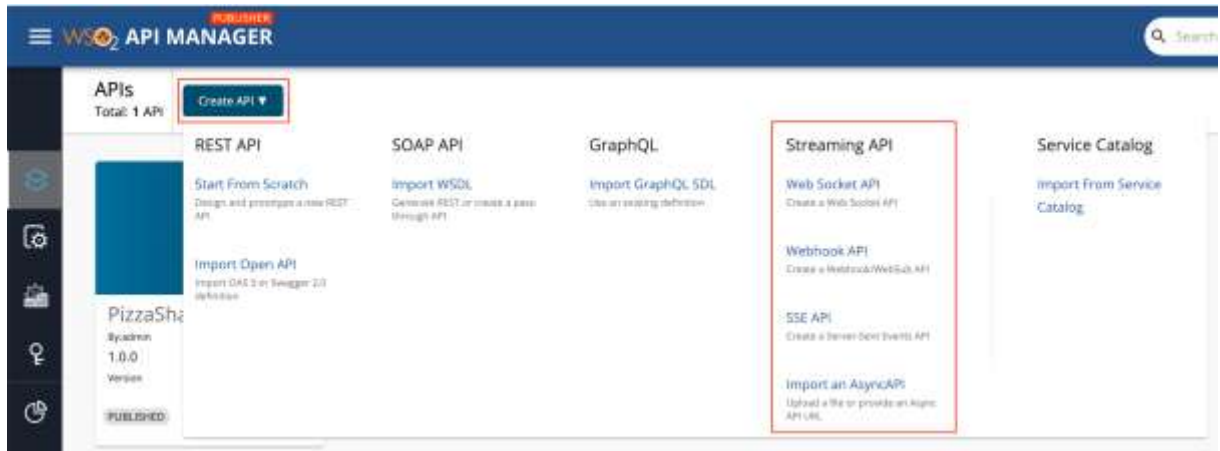 PUBLISHER
WSO2 API MANAGER
Search
APIs
Total: 1 API
Create API ▼
REST API
Start From Scratch
Design and prototype a new REST
API
Import Open API
Import OAS 3 or Swagger 2.0
definition
SOAP API
Import WSDL
Generate REST or create a pass-
through API
GraphQL
Import GraphQL SDL
Use an existing definition
Streaming API
Web Socket API
Create a Web Socket API
Webhook API
Create a Webhook/WebSub API
SSE API
Create a Server-Sent Events API
Import an AsyncAPI
Upload a file or provide an Async
API URL
Service Catalog
Import From Service
Catalog
PizzaSha
By:admin
1.0.0
Version
PUBLISHED